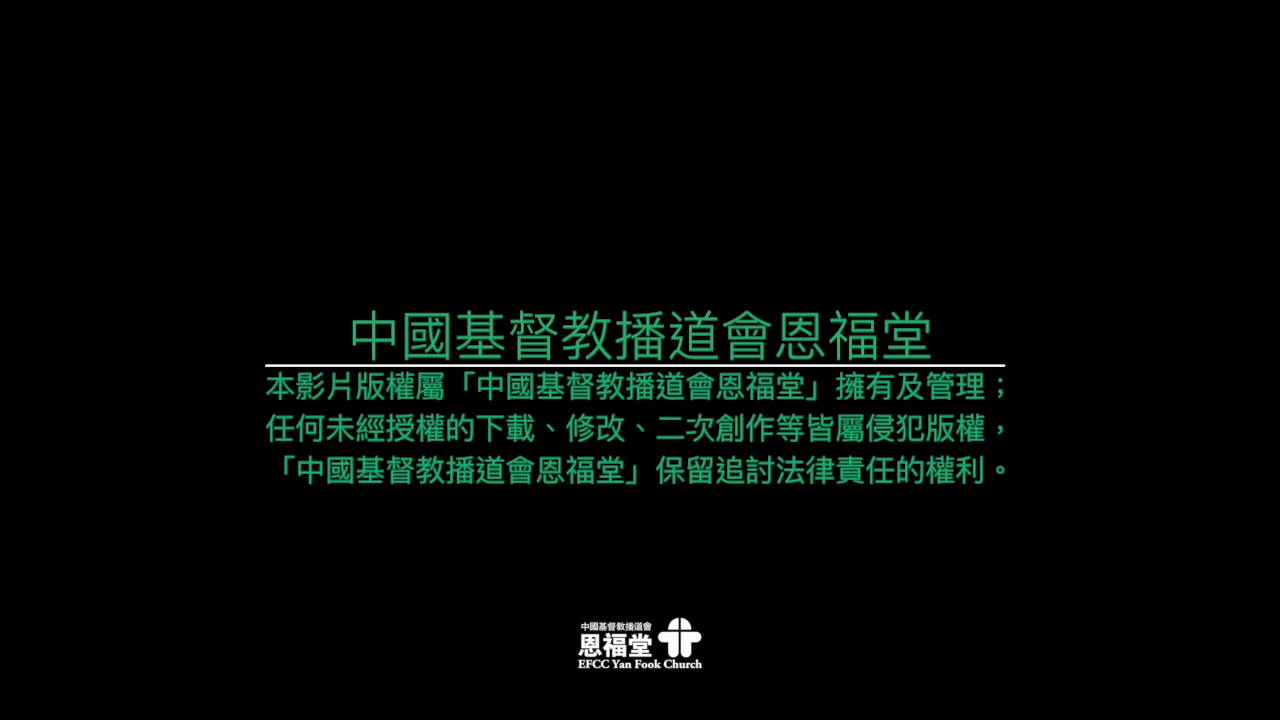 中國基督教播道會恩福堂
本影片版權屬「中國基督教播道會恩福堂」擁有及管理；
任何未經授權的下載、修改、二次創作等皆屬侵犯版權，
「中國基督教播道會恩福堂」保留追討法律責任的權利。
中國基督教播道會
恩福堂
EFCC Yan Fook Church